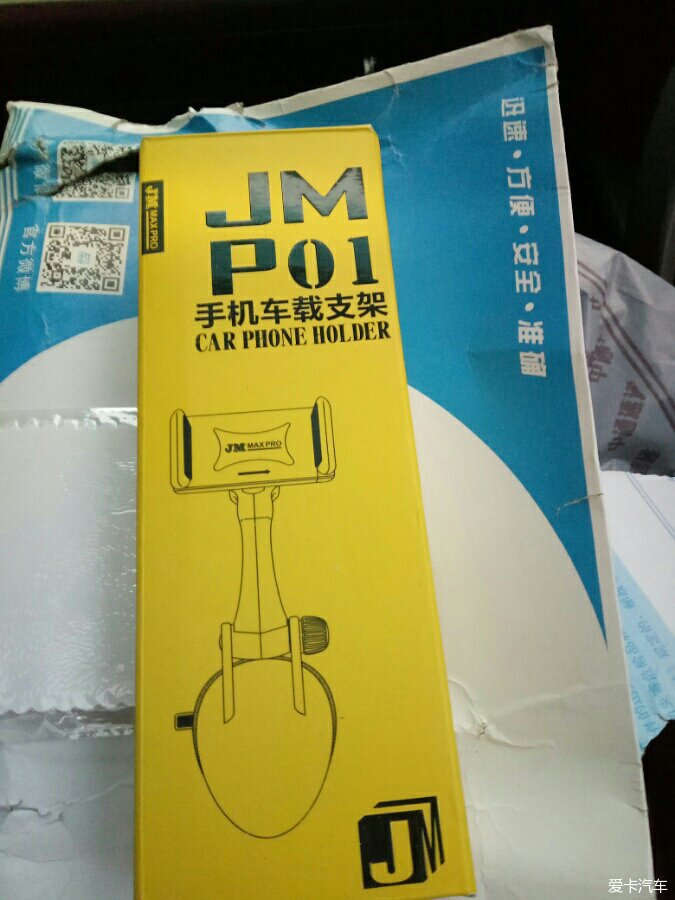 JM MAX PRO
JM
P01
手机车载支架
CAR PHONE HOLDER
JM MAX PRO
JM
官方微博
迅速·方便·安全·准确
爱卡汽车